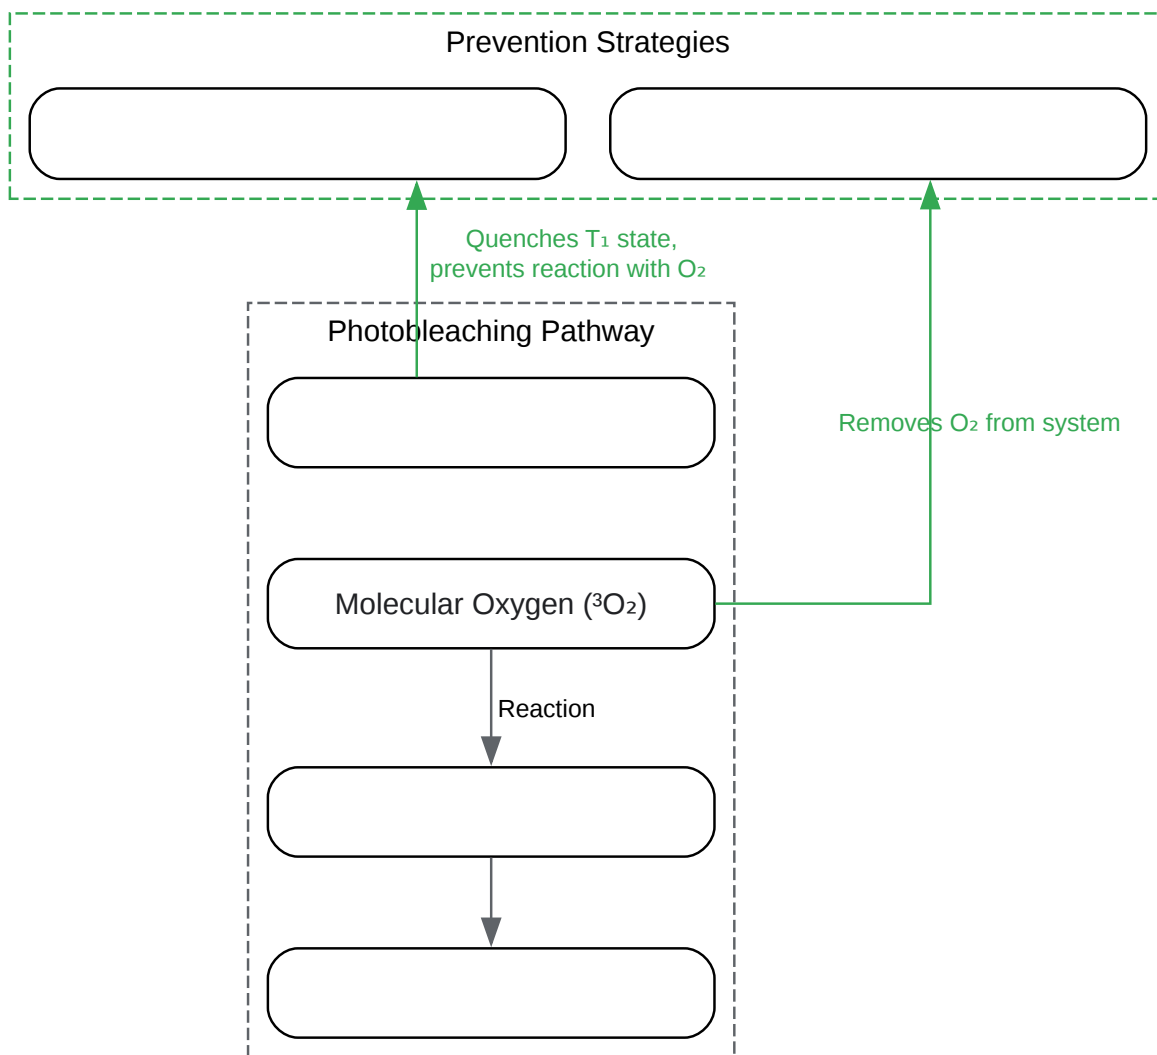 Prevention Strategies
Quenches T₁ state,
prevents reaction with O₂
Photobleaching Pathway
Removes O₂ from system
Molecular Oxygen (³O₂)
Reaction